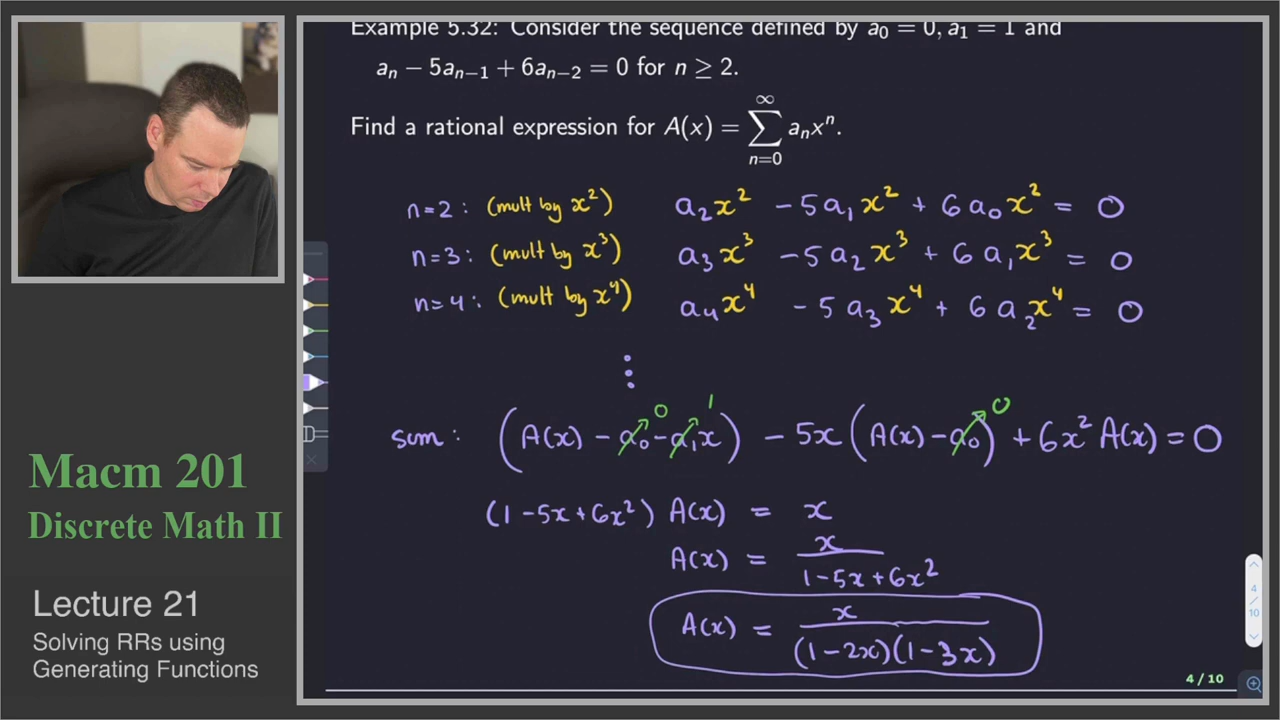 Example 5.32: Consider the sequence defined by a₀ = 0, a₁ = 1 and
aₙ − 5aₙ₋₁ + 6aₙ₋₂ = 0 for n ≥ 2.
Find a rational expression for A(x) = ∑_{n=0}^{∞} aₙxⁿ.
n=2: (mult by x²) a₂x² − 5a₁x² + 6a₀x² = 0
n=3: (mult by x³) a₃x³ − 5a₂x³ + 6a₁x³ = 0
n=4: (mult by x⁴) a₄x⁴ − 5a₃x⁴ + 6a₂x⁴ = 0
⋮
0 1 0
sum: (A(x) − a₀ − a₁x) − 5x(A(x) − a₀) + 6x² A(x) = 0
(1 − 5x + 6x²) A(x) = x
A(x) = x / (1 − 5x + 6x²)
A(x) = x / ((1 − 2x)(1 − 3x))
4 / 10
Macm 201
Discrete Math II
Lecture 21
Solving RRs using
Generating Functions
4
/
10